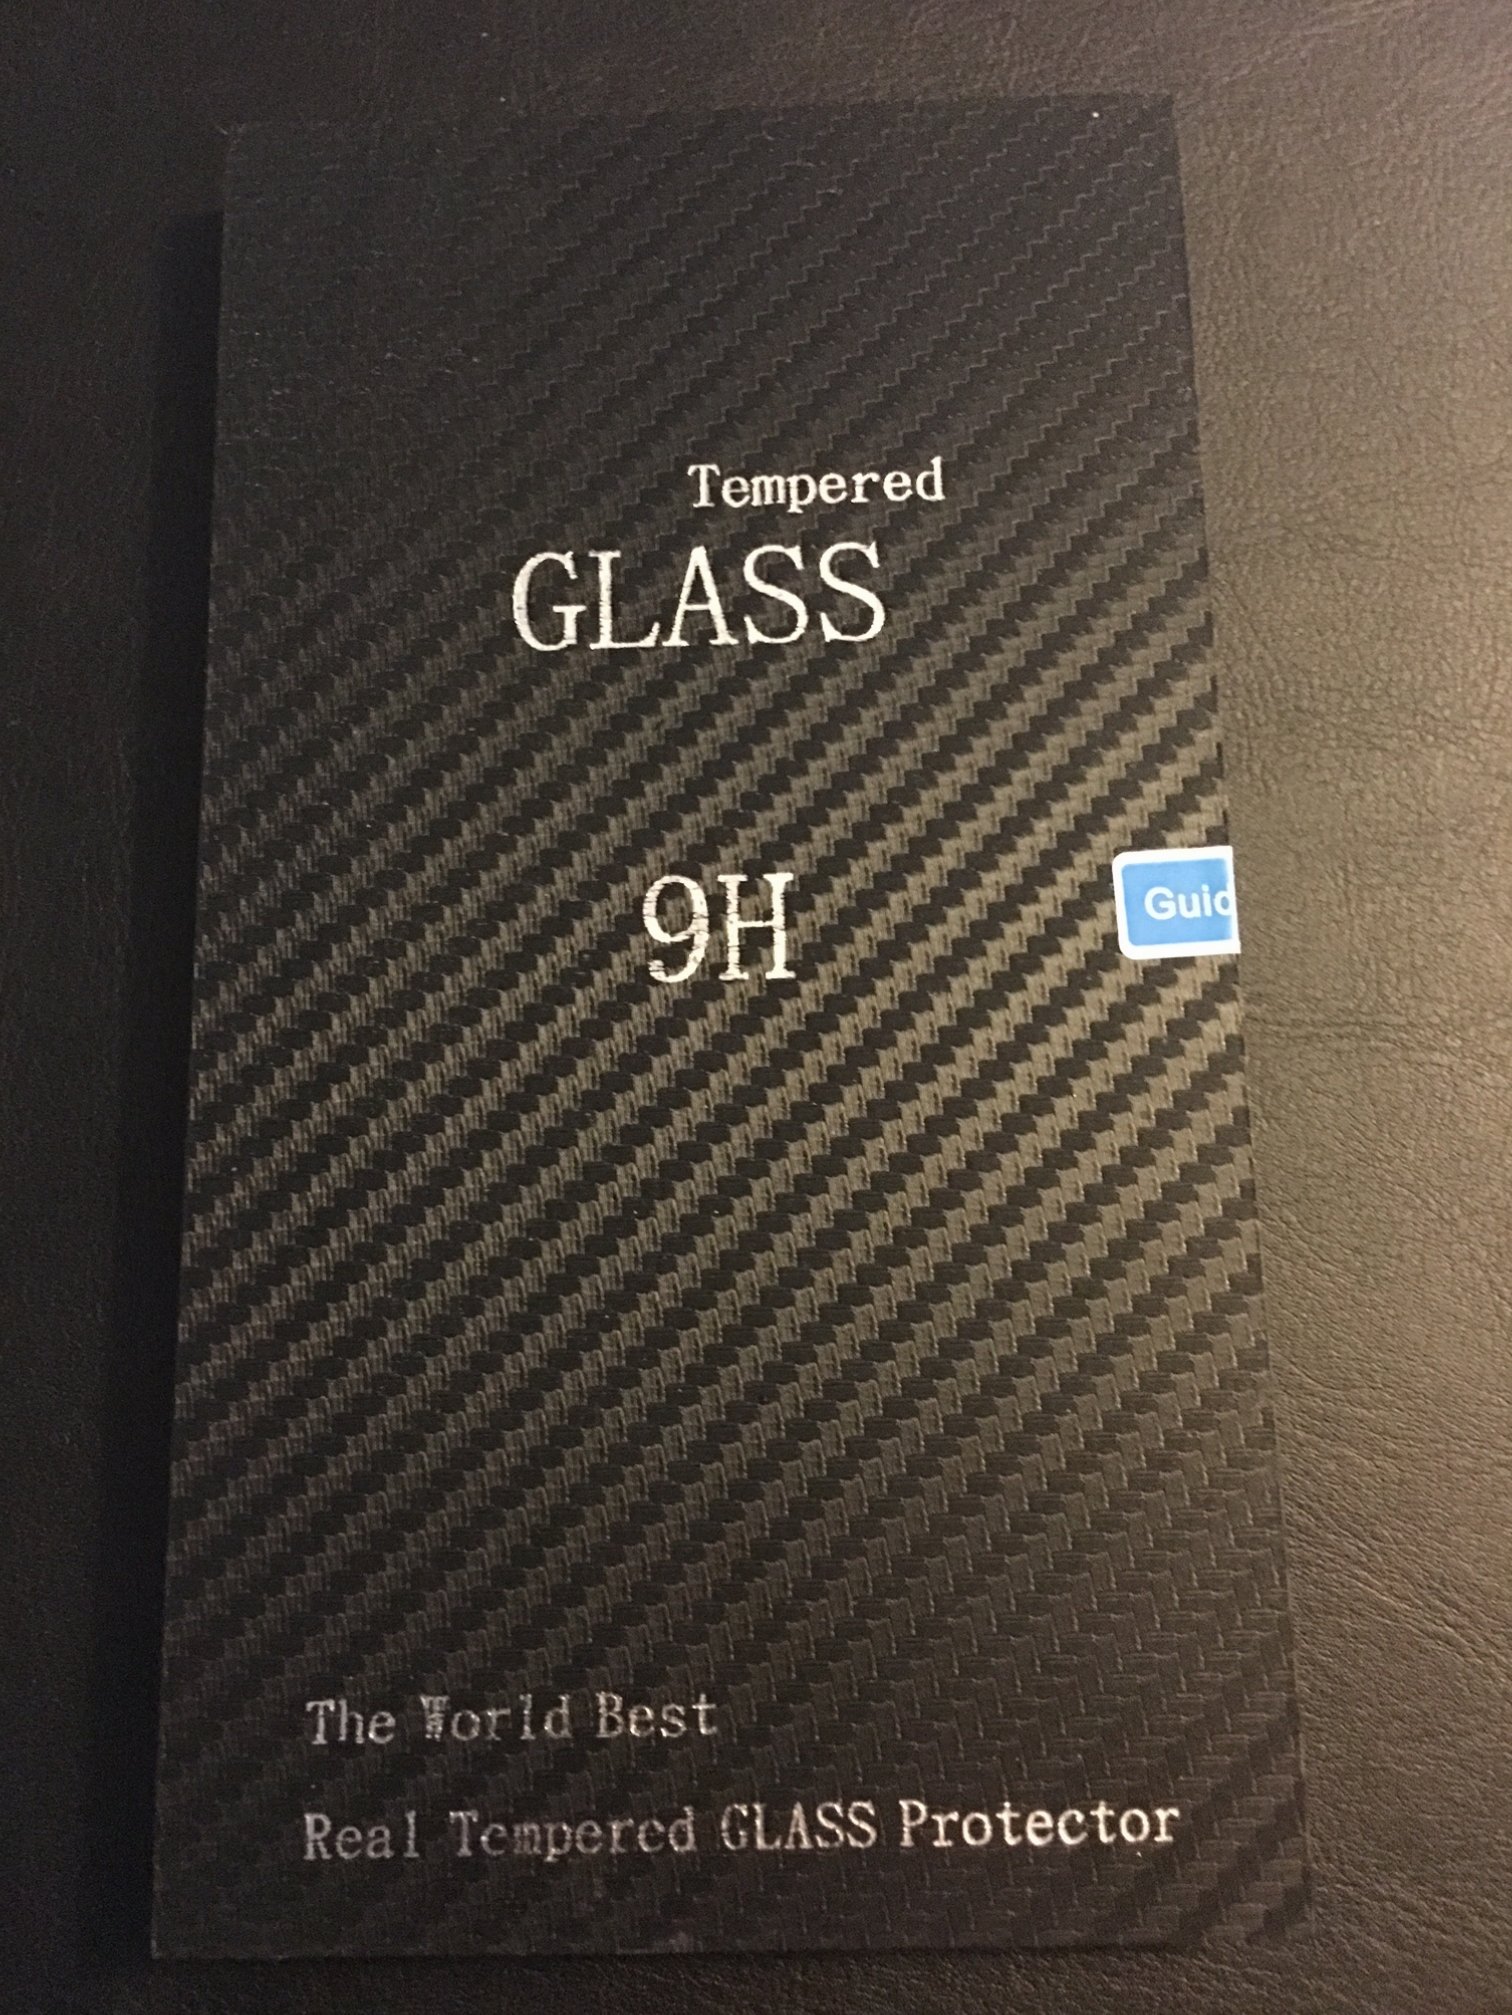 Tempered
GLASS
9H
Guid
The World Best
Real Tempered GLASS Protector